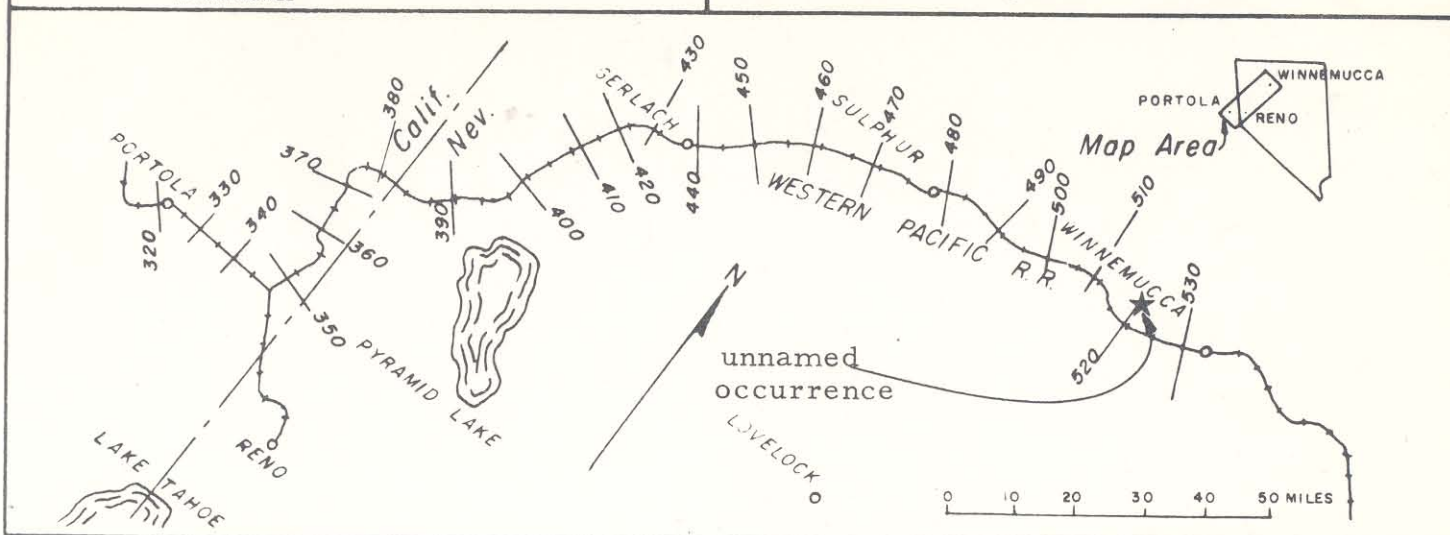 PORTOLA
320
330
340
350
360
370
380
Calif.
Nev.
390
400
410
420
GERLACH
430
440
450
460
SULPHUR
470
480
490
500
WINNEMUCCA
510
520
530
WESTERN PACIFIC R.R.
PYRAMID LAKE
LAKE TAHOE
RENO
N
unnamed
occurrence
LOVELOCK
0 10 20 30 40 50 MILES
WINNEMUCCA
PORTOLA
RENO
Map Area